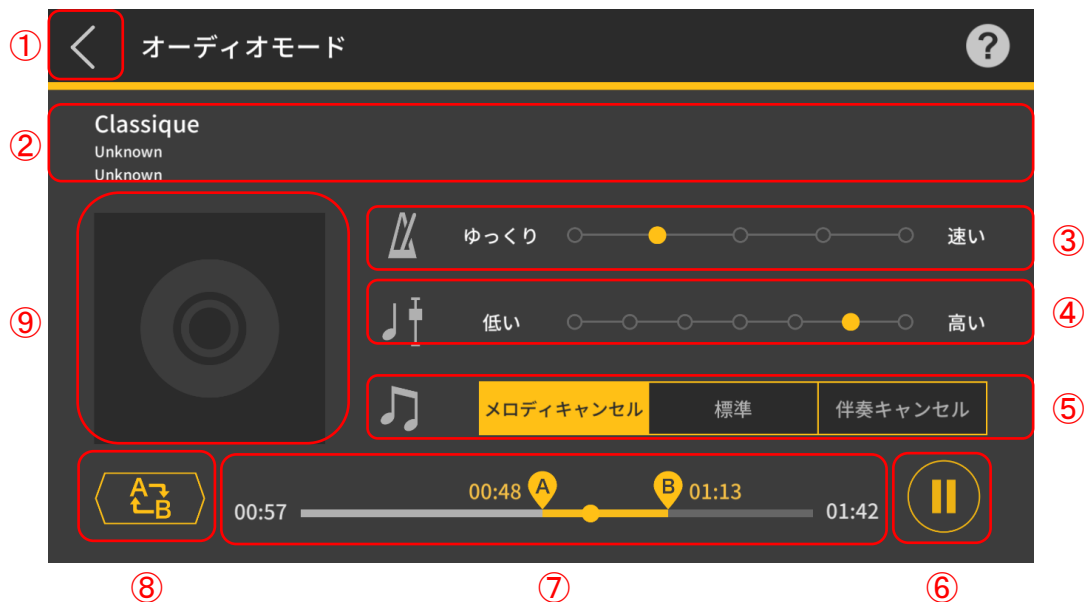 ① オーディオモード ?
② Classique
Unknown
Unknown
ゆっくり 速い ③
低い 高い ④
⑨
メロディキャンセル 標準 伴奏キャンセル ⑤
A B
00:48 A B 01:13
00:57 01:42
⑧ ⑦ ⑥